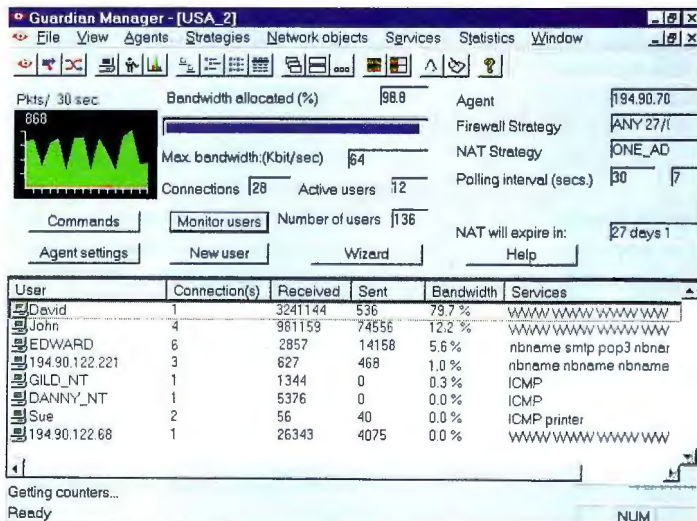 Guardian Manager - [USA_2]
File View Agents Strategies Network objects Services Statistics Window
Pkts/ 30 sec.
868
Bandwidth allocated (%) 98.8
Max. bandwidth:(Kbit/sec) 64
Connections 28 Active users 12
Number of users 136
Agent 194.90.70
Firewall Strategy ANY 27/(
NAT Strategy ONE_AD
Polling interval (secs.) 30 7
NAT will expire in: 27 days 1
Commands Monitor users
Agent settings New user Wizard Help
User Connection(s) Received Sent Bandwidth Services
David 1 3241144 536 79.7 % WWW WWW WWW WW
John 4 981159 74556 12.2 % WWW WWW WWW WW
EDWARD 6 2857 14158 5.6 % nbname smtp pop3 nbnar
194.90.122.221 3 627 468 1.0 % nbname nbname nbname
GILD_NT 1 1344 0 0.3 % ICMP
DANNY_NT 1 5376 0 0.0 % ICMP
Sue 2 56 40 0.0 % ICMP printer
194.90.122.68 1 26343 4075 0.0 % WWW WWW WWW WW
Getting counters...
Ready NUM